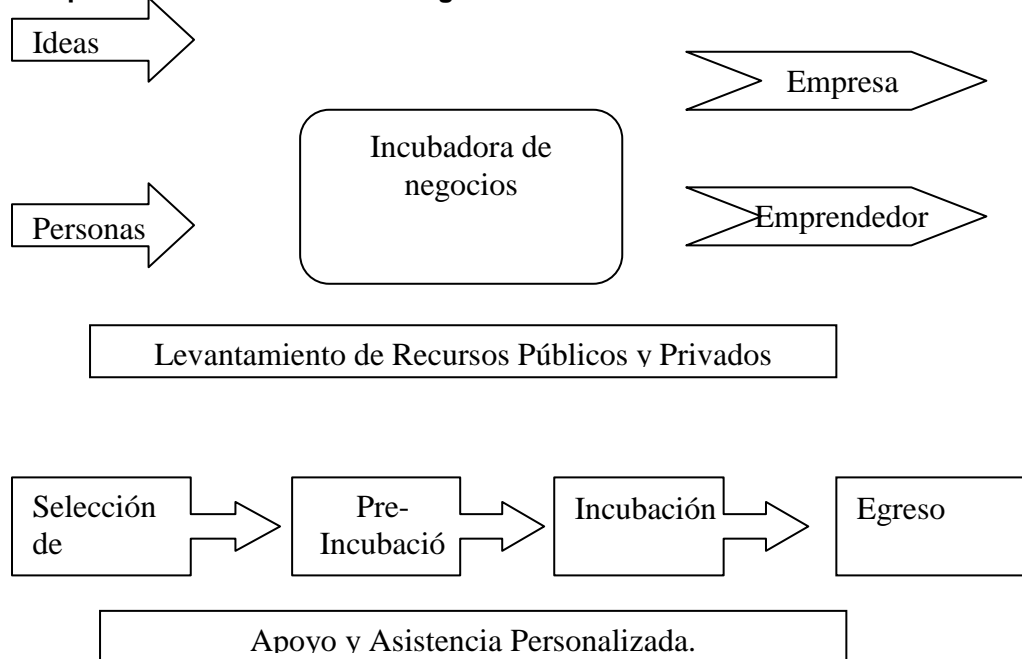 Ideas
Empresa
Incubadora de
negocios
Personas
Emprendedor
Levantamiento de Recursos Públicos y Privados
Selección
de
Pre-
Incubació
Incubación
Egreso
Apoyo y Asistencia Personalizada.